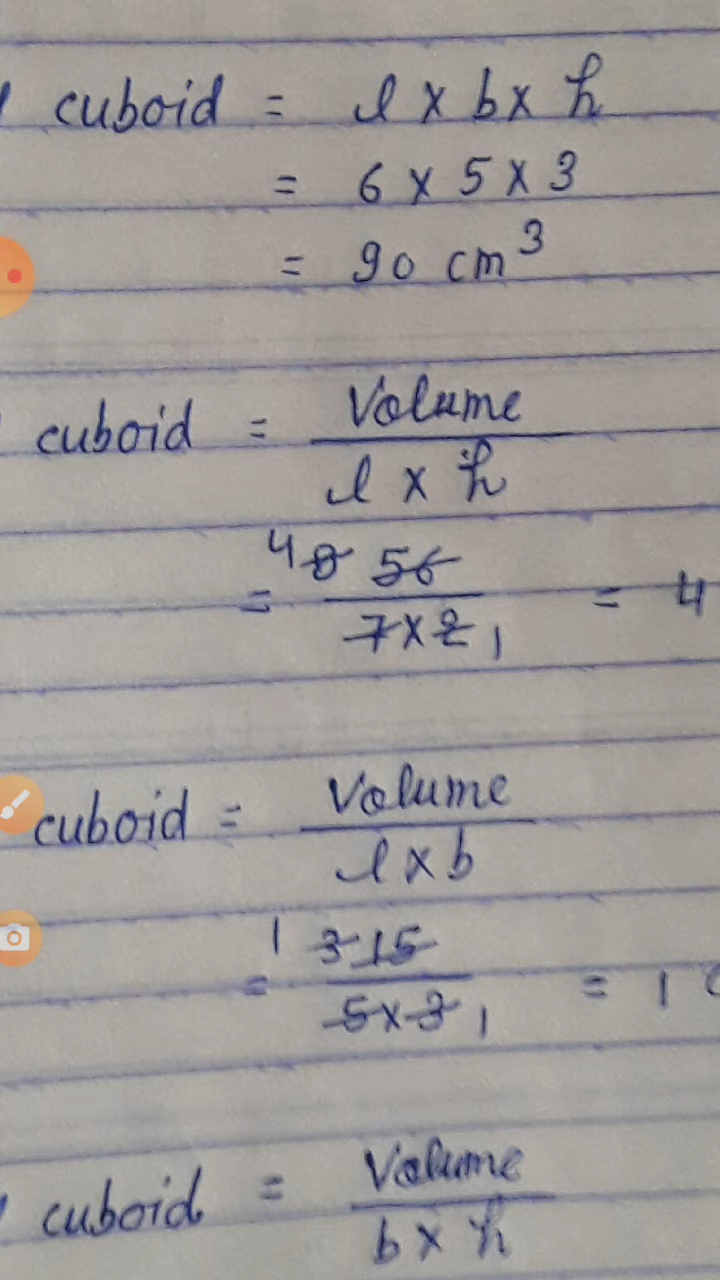 cuboid = l x b x h
= 6 x 5 x 3
= 90 cm³
cuboid = Volume
l x h
= 4 8 56
7 x 2 1 = 4
cuboid = Volume
l x b
= 1 3 15
5 x 3 1 = 1
cuboid = Volume
b x h